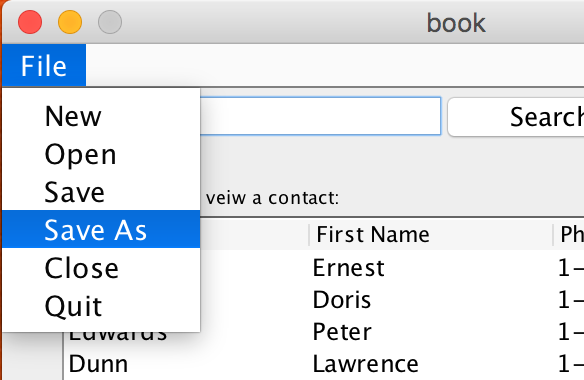 book
File
New
Open
Save
Save As
Close
Quit
Search
veiw a contact:
First Name
Ernest
Doris
Edwards Peter
Dunn Lawrence
1-
1-
1-
1-